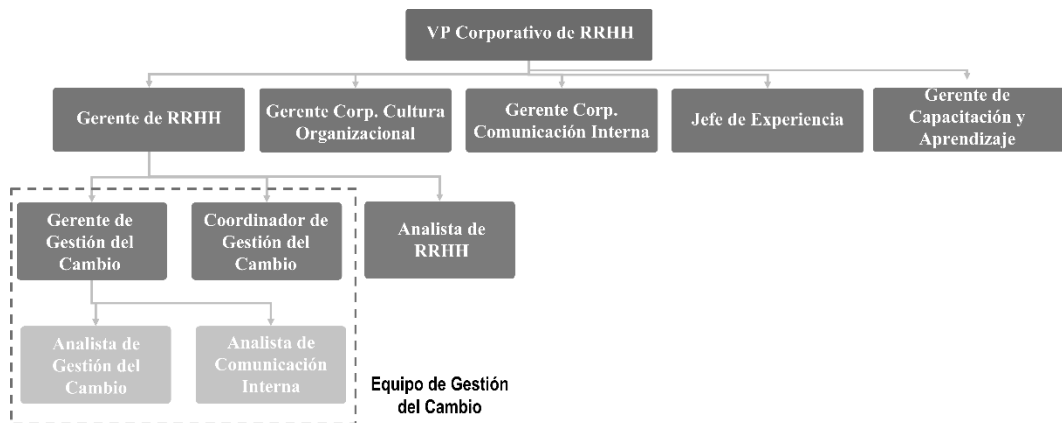 VP Corporativo de RRHH
Gerente de RRHH
Gerente Corp. Cultura
Organizacional
Gerente Corp.
Comunicación Interna
Jefe de Experiencia
Gerente de
Capacitación y
Aprendizaje
Gerente de
Gestión del
Cambio
Coordinador de
Gestión del
Cambio
Analista de
RRHH
Analista de
Gestión del
Cambio
Analista de
Comunicación
Interna
Equipo de Gestión
del Cambio